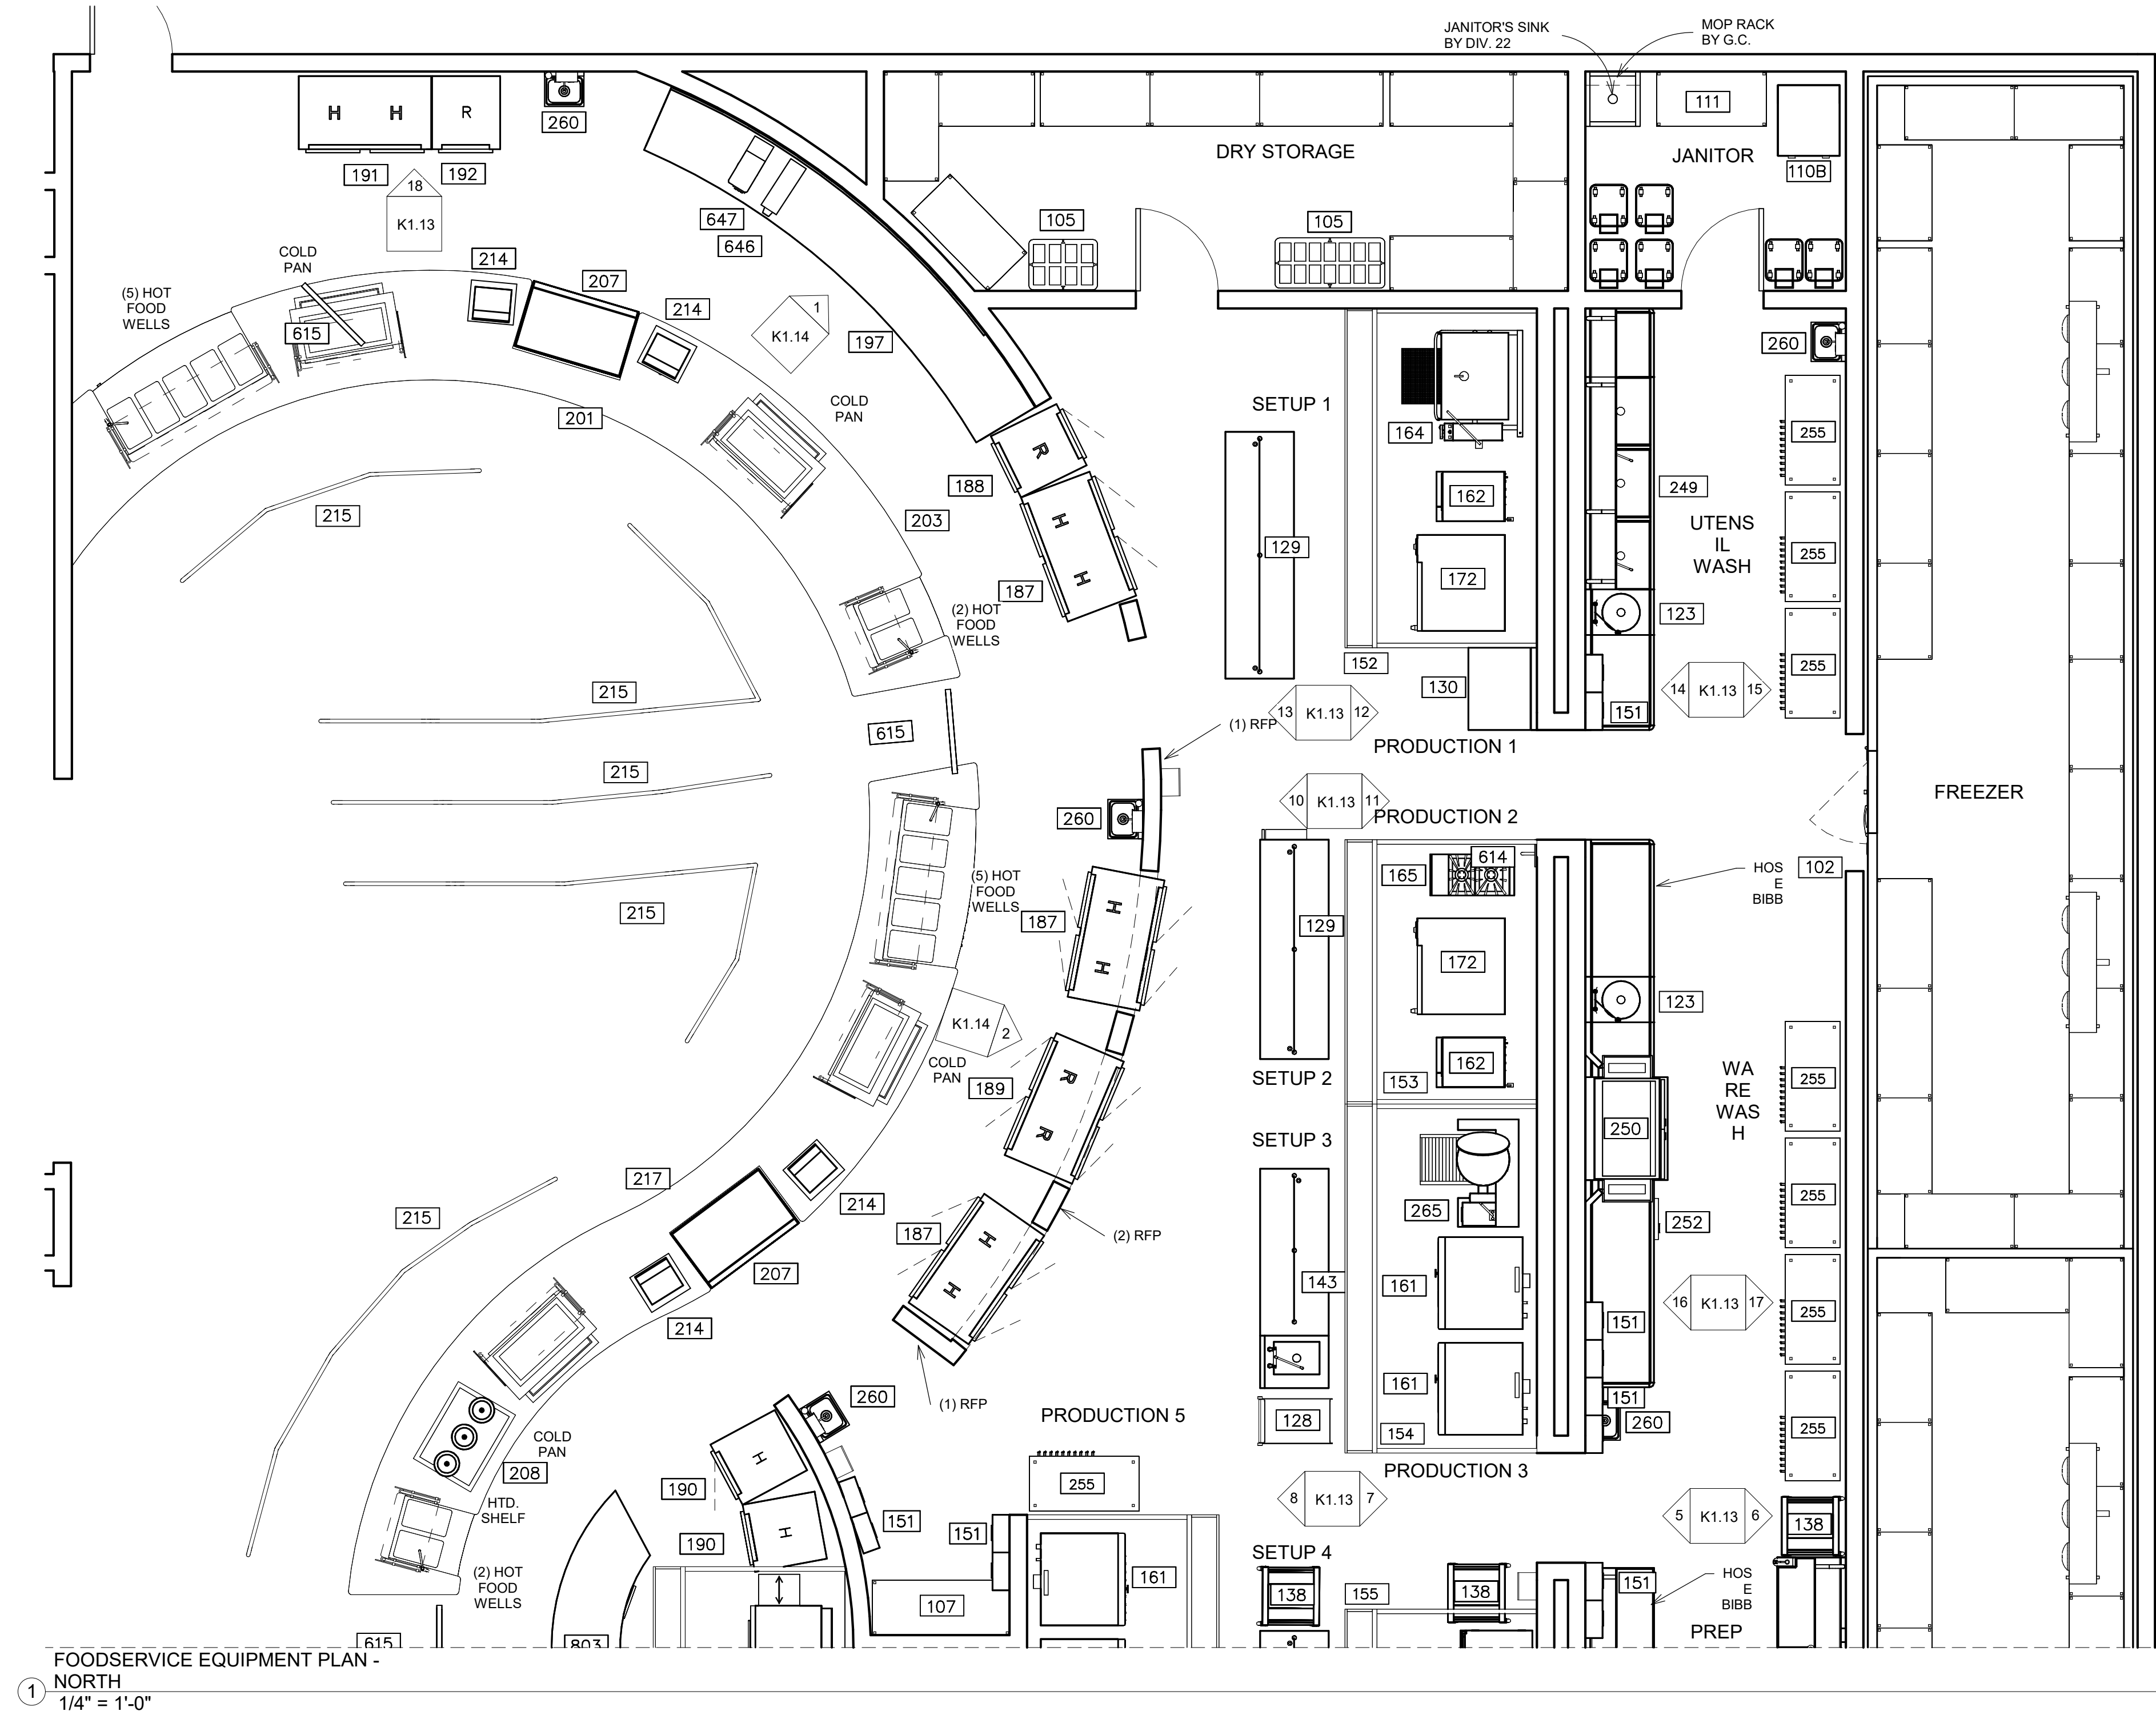 JANITOR'S SINK
BY DIV. 22
MOP RACK
BY G.C.
H H R
260
191
192
18
K1.13
647
646
DRY STORAGE
105
105
111
JANITOR
110B
COLD
PAN
(5) HOT
FOOD
WELLS
615
214
207
214
1
K1.14
197
201
COLD
PAN
260
SETUP 1
164
255
215
188
R
203
H
H
187
129
162
172
249
UTENS
IL
WASH
255
123
(2) HOT
FOOD
WELLS
152
130
255
14 K1.13 15
151
215
615
13 K1.13 12
(1) RFP
PRODUCTION 1
215
10 K1.13 11
PRODUCTION 2
FREEZER
260
614
165
HOS
E
BIBB
102
(5) HOT
FOOD
WELLS
215
187
H
H
129
172
123
K1.14
2
COLD
PAN
189
R
R
SETUP 2
162
153
WA
RE
WAS
H
255
250
SETUP 3
217
214
215
187
H
H
(2) RFP
265
252
255
207
143
161
16 K1.13 17
255
214
151
(1) RFP
161
151
260
255
260
PRODUCTION 5
128
154
COLD
PAN
208
H
190
255
PRODUCTION 3
HTD.
SHELF
8 K1.13 7
5 K1.13 6
138
H
190
151
151
SETUP 4
(2) HOT
FOOD
WELLS
161
138
155
138
151
HOS
E
BIBB
107
PREP
615
803
FOODSERVICE EQUIPMENT PLAN -
NORTH
1
1/4" = 1'-0"